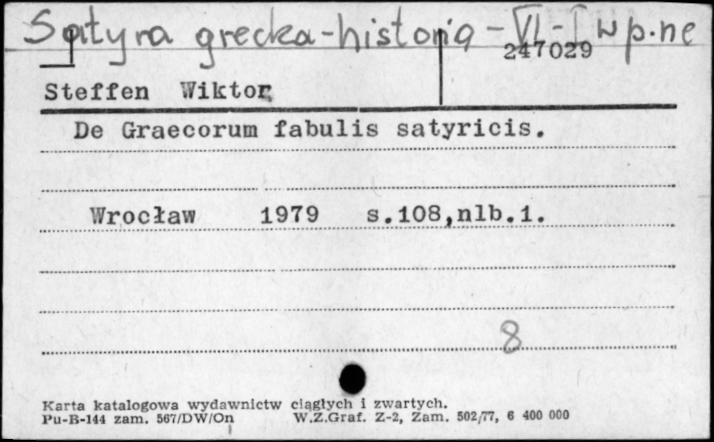 Satyra grecka-historia - VI-I w p.ne
247029
Steffen Wiktor
De Graecorum fabulis satyricis.
Wrocław 1979 s.108,nlb.1.
8
Karta katalogowa wydawnictw ciągłych i zwartych.
Pu-B-144 zam. 567/DW/On W.Z.Graf. Z-2, Zam. 502/77, 6 400 000